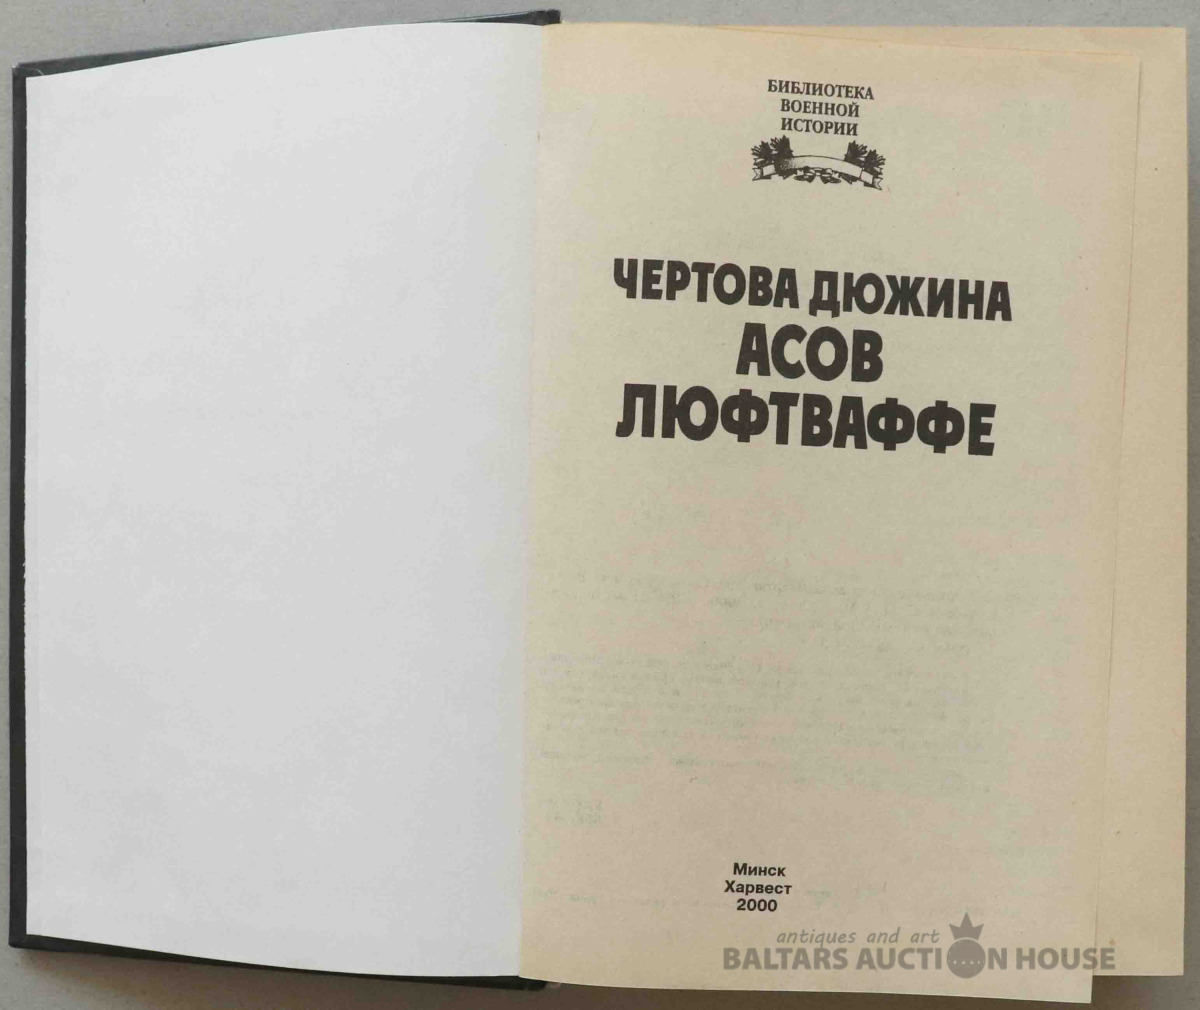 БИБЛИОТЕКА
ВОЕННОЙ
ИСТОРИИ
ЧЕРТОВА ДЮЖИНА
АСОВ
ЛЮФТВАФФЕ
Минск
Харвест
2000
antiques and art
BALTARS AUCTION HOUSE